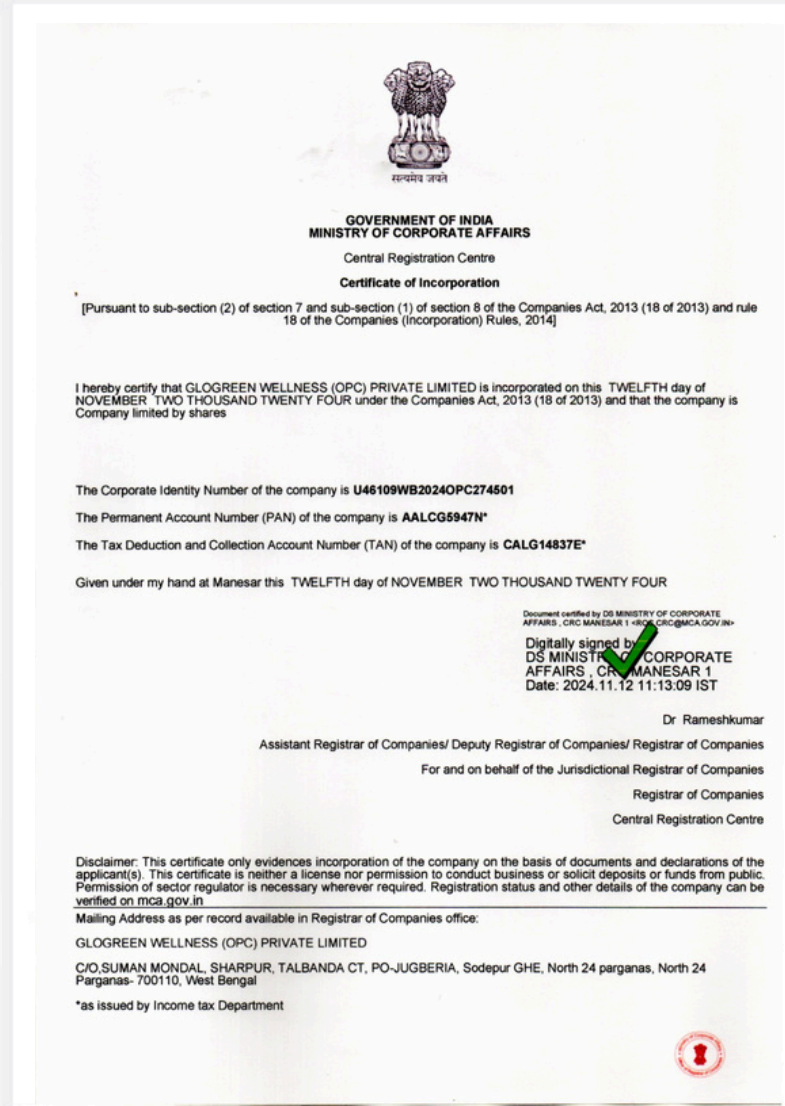 सत्यमेव जयते
GOVERNMENT OF INDIA
MINISTRY OF CORPORATE AFFAIRS
Central Registration Centre
Certificate of Incorporation
[Pursuant to sub-section (2) of section 7 and sub-section (1) of section 8 of the Companies Act, 2013 (18 of 2013) and rule
18 of the Companies (Incorporation) Rules, 2014]
I hereby certify that GLOGREEN WELLNESS (OPC) PRIVATE LIMITED is incorporated on this TWELFTH day of
NOVEMBER TWO THOUSAND TWENTY FOUR under the Companies Act, 2013 (18 of 2013) and that the company is
Company limited by shares
The Corporate Identity Number of the company is U46109WB2024OPC274501
The Permanent Account Number (PAN) of the company is AALCG5947N*
The Tax Deduction and Collection Account Number (TAN) of the company is CALG14837E*
Given under my hand at Manesar this TWELFTH day of NOVEMBER TWO THOUSAND TWENTY FOUR
Document certified by DS MINISTRY OF CORPORATE
AFFAIRS , CRC MANESAR 1 <ROC.CRC@MCA.GOV.IN>
Digitally signed by
DS MINISTRY OF CORPORATE
AFFAIRS , CRC MANESAR 1
Date: 2024.11.12 11:13:09 IST
Dr Rameshkumar
Assistant Registrar of Companies/ Deputy Registrar of Companies/ Registrar of Companies
For and on behalf of the Jurisdictional Registrar of Companies
Registrar of Companies
Central Registration Centre
Disclaimer: This certificate only evidences incorporation of the company on the basis of documents and declarations of the
applicant(s). This certificate is neither a license nor permission to conduct business or solicit deposits or funds from public.
Permission of sector regulator is necessary wherever required. Registration status and other details of the company can be
verified on mca.gov.in
Mailing Address as per record available in Registrar of Companies office:
GLOGREEN WELLNESS (OPC) PRIVATE LIMITED
C/O,SUMAN MONDAL, SHARPUR, TALBANDA CT, PO-JUGBERIA, Sodepur GHE, North 24 parganas, North 24
Parganas- 700110, West Bengal
*as issued by Income tax Department